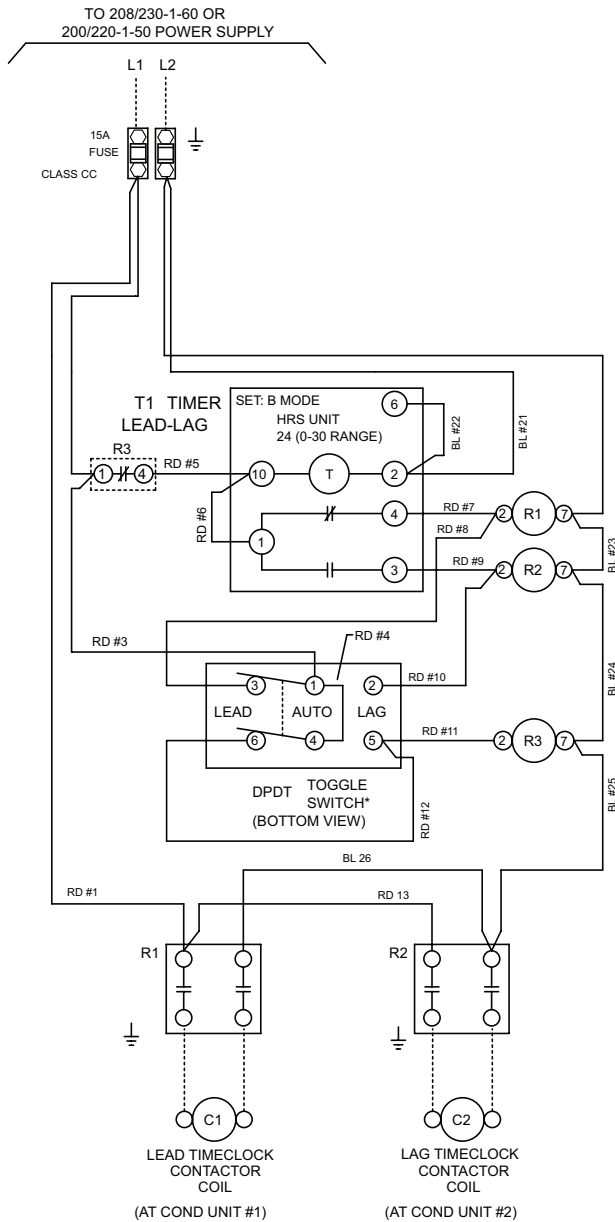 TO 208/230-1-60 OR
200/220-1-50 POWER SUPPLY
L1 L2
15A
FUSE
CLASS CC
T1 TIMER
LEAD-LAG
SET: B MODE
HRS UNIT
24 (0-30 RANGE)
6
BL #22
BL #21
R3
1 4
RD #5
10
T
2
RD #6
1
4
RD #7
RD #8
2 R1 7
3
RD #9
2 R2 7
BL #23
RD #3
RD #4
3 1 2
RD #10
BL #24
LEAD AUTO LAG
6 4 5
RD #11
2 R3 7
RD #12
BL #25
DPDT TOGGLE
SWITCH*
(BOTTOM VIEW)
BL 26
RD #1
RD 13
R1
R2
C1
C2
LEAD TIMECLOCK
CONTACTOR
COIL
(AT COND UNIT #1)
LAG TIMECLOCK
CONTACTOR
COIL
(AT COND UNIT #2)